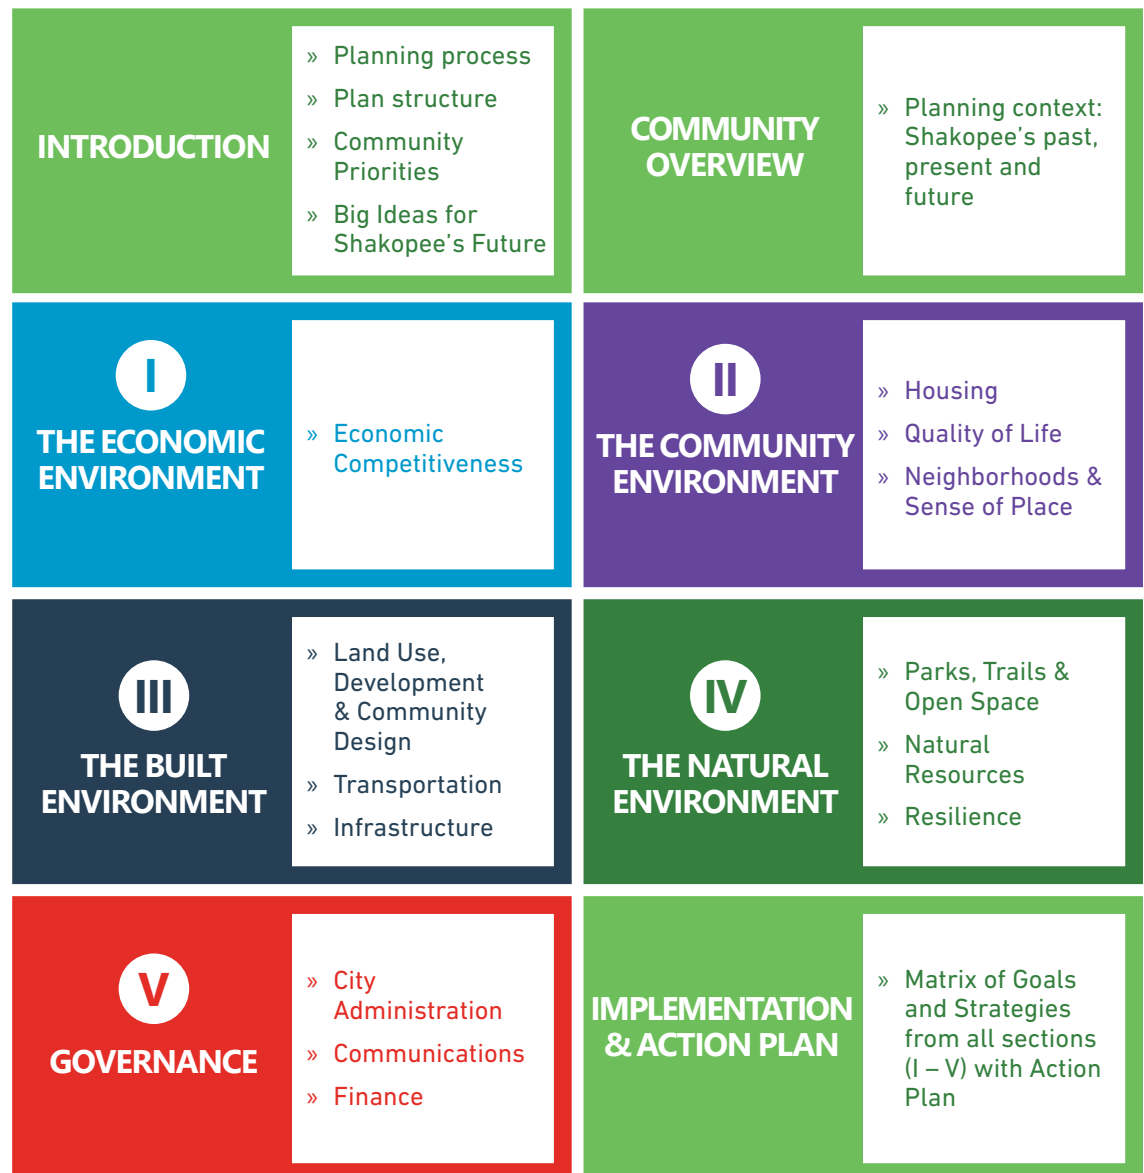 INTRODUCTION
» Planning process
» Plan structure
» Community
Priorities
» Big Ideas for
Shakopee’s Future
COMMUNITY
OVERVIEW
» Planning context:
Shakopee’s past,
present and
future
I
THE ECONOMIC
ENVIRONMENT
» Economic
Competitiveness
II
THE COMMUNITY
ENVIRONMENT
» Housing
» Quality of Life
» Neighborhoods &
Sense of Place
III
THE BUILT
ENVIRONMENT
» Land Use,
Development
& Community
Design
» Transportation
» Infrastructure
IV
THE NATURAL
ENVIRONMENT
» Parks, Trails &
Open Space
» Natural
Resources
» Resilience
V
GOVERNANCE
» City
Administration
» Communications
» Finance
IMPLEMENTATION
& ACTION PLAN
» Matrix of Goals
and Strategies
from all sections
(I – V) with Action
Plan